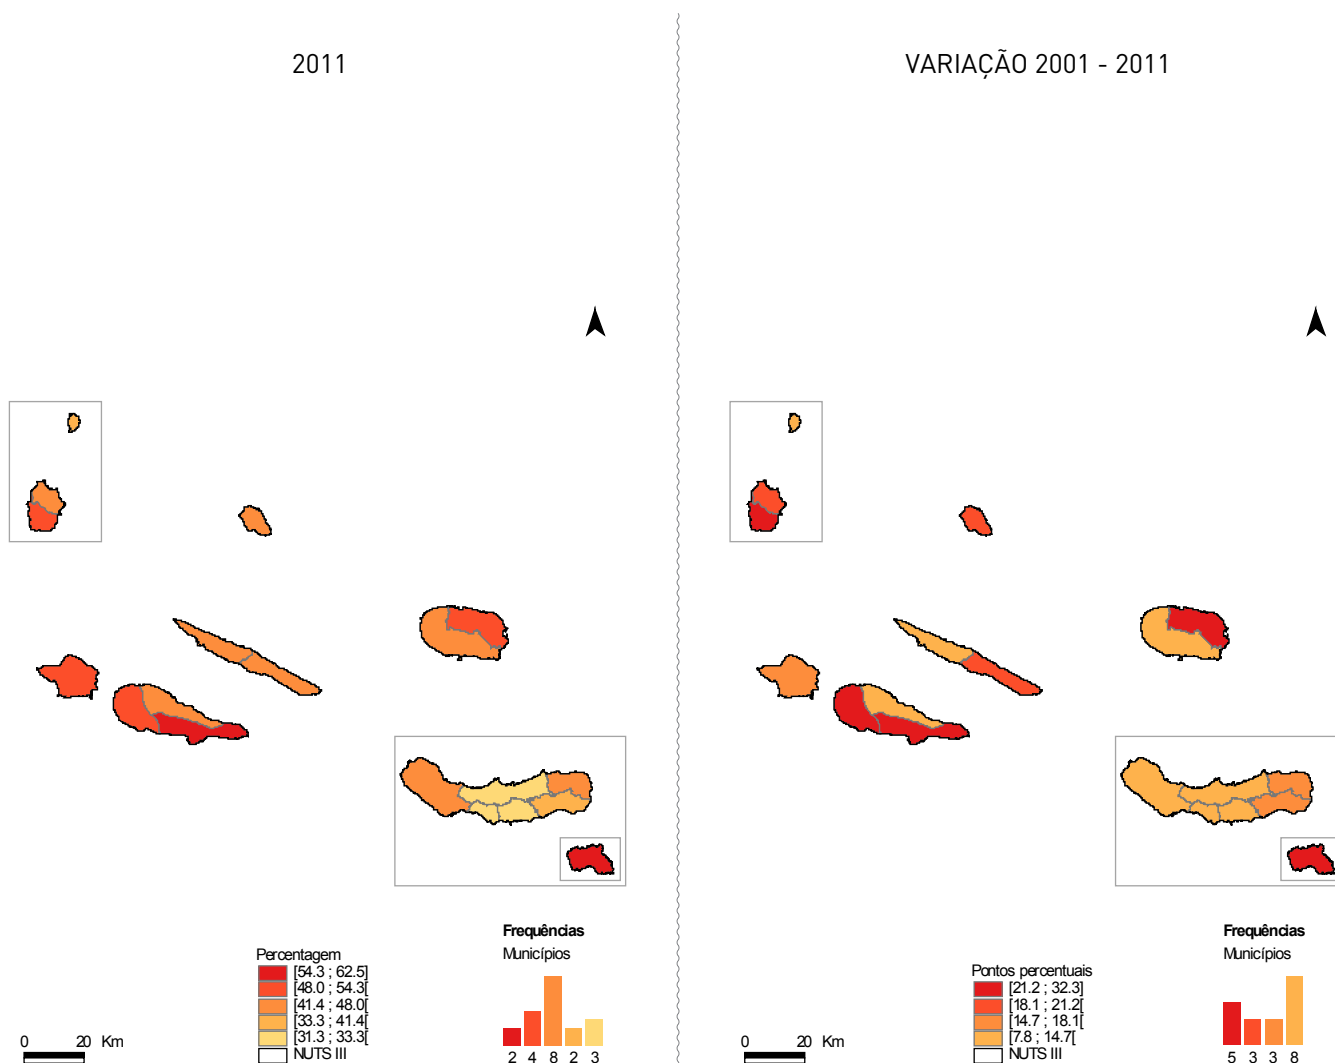 2011
VARIAÇÃO 2001 - 2011
Percentagem
[54.3 ; 62.5]
[48.0 ; 54.3[
[41.4 ; 48.0[
[33.3 ; 41.4[
[31.3 ; 33.3[
NUTS III
0 20 Km
Frequências
Municípios
2 4 8 2 3
Pontos percentuais
[21.2 ; 32.3]
[18.1 ; 21.2[
[14.7 ; 18.1[
[7.8 ; 14.7[
NUTS III
0 20 Km
Frequências
Municípios
5 3 3 8